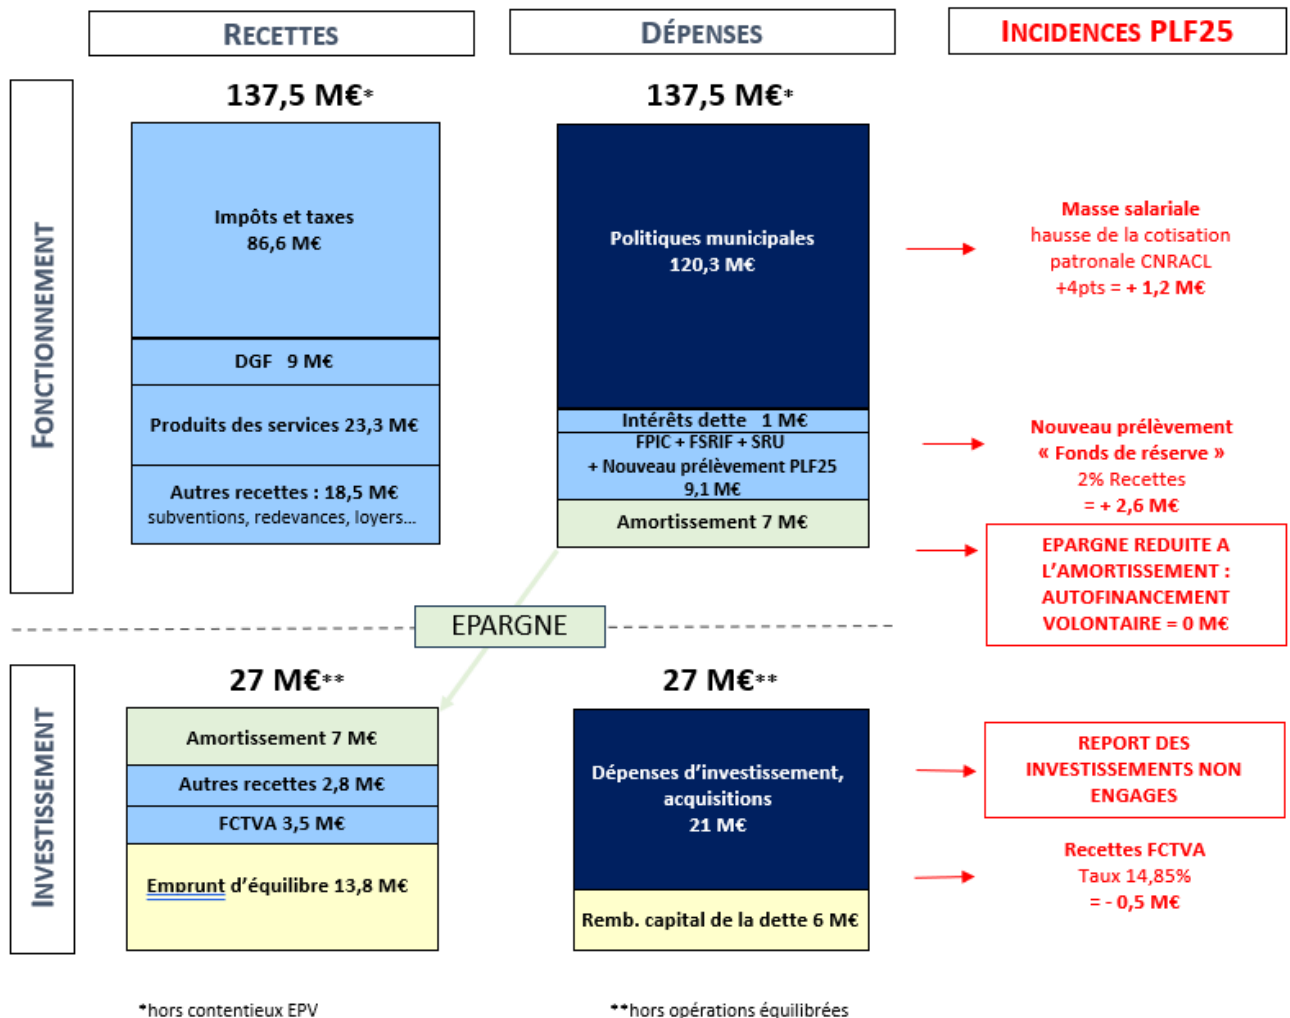 RECETTES
DÉPENSES
INCIDENCES PLF25
FONCTIONNEMENT
137,5 M€*
Impôts et taxes
86,6 M€
DGF 9 M€
Produits des services 23,3 M€
Autres recettes : 18,5 M€
subventions, redevances, loyers...
137,5 M€*
Politiques municipales
120,3 M€
Intérêts dette 1 M€
FPIC + FSRIF + SRU
+ Nouveau prélèvement PLF25
9,1 M€
Amortissement 7 M€
Masse salariale
hausse de la cotisation
patronale CNRACL
+4pts = + 1,2 M€
Nouveau prélèvement
« Fonds de réserve »
2% Recettes
= + 2,6 M€
EPARGNE REDUITE A
L'AMORTISSEMENT :
AUTOFINANCEMENT
VOLONTAIRE = 0 M€
EPARGNE
INVESTISSEMENT
27 M€**
Amortissement 7 M€
Autres recettes 2,8 M€
FCTVA 3,5 M€
Emprunt d'équilibre 13,8 M€
27 M€**
Dépenses d'investissement,
acquisitions
21 M€
Remb. capital de la dette 6 M€
REPORT DES
INVESTISSEMENTS NON
ENGAGES
Recettes FCTVA
Taux 14,85%
= - 0,5 M€
*hors contentieux EPV
**hors opérations équilibrées